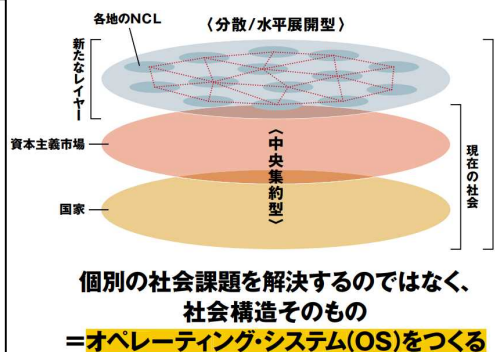 各地のNCL
〈分散/水平展開型〉
新たなレイヤー
資本主義市場
〈中央集約型〉
国家
現在の社会
個別の社会課題を解決するのではなく、
社会構造そのもの
＝オペレーティング・システム(OS)をつくる